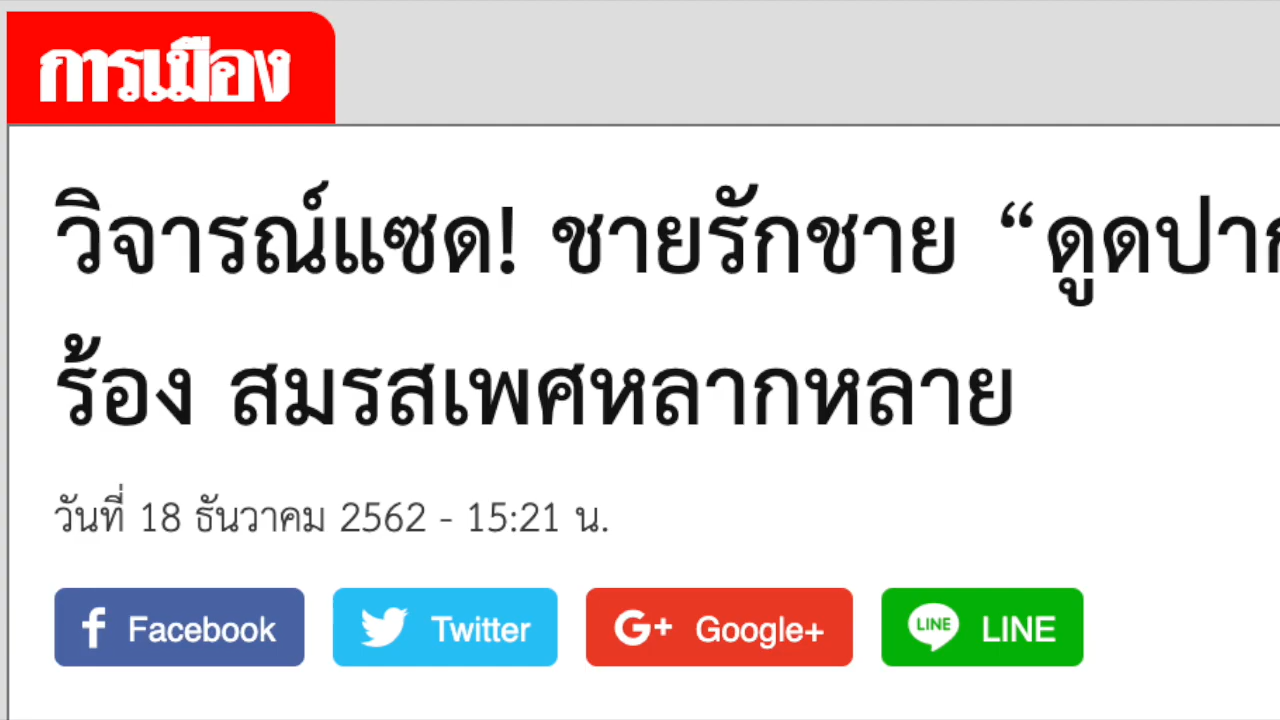 การเมือง
วิจารณ์แซด! ชายรักชาย “ดูดปาก
ร้อง สมรสเพศหลากหลาย
วันที่ 18 ธันวาคม 2562 - 15:21 น.
Facebook Twitter G+ Google+ LINE LINE